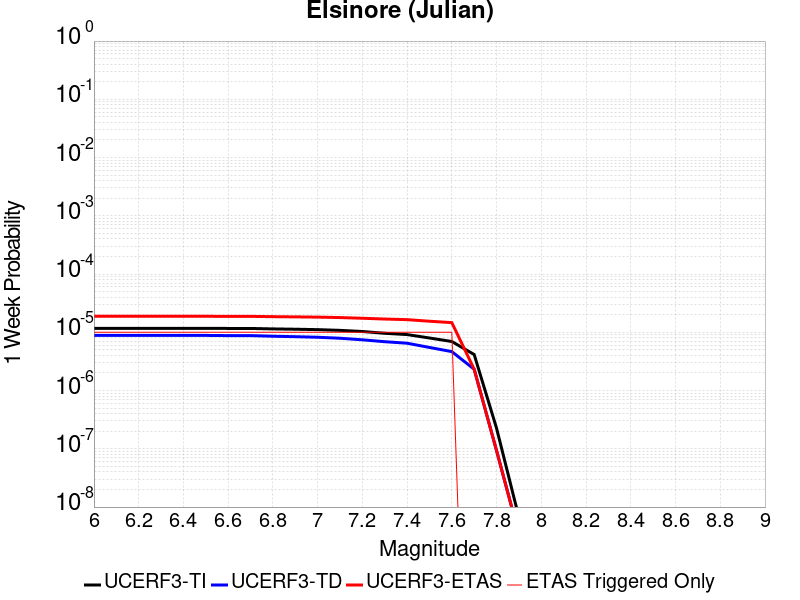 Elsinore (Julian)
10 0
10 -1
10 -2
10 -3
10 -4
10 -5
10 -6
10 -7
10 -8
1 Week Probability
6 6.2 6.4 6.6 6.8 7 7.2 7.4 7.6 7.8 8 8.2 8.4 8.6 8.8 9
Magnitude
UCERF3-TI UCERF3-TD UCERF3-ETAS ETAS Triggered Only